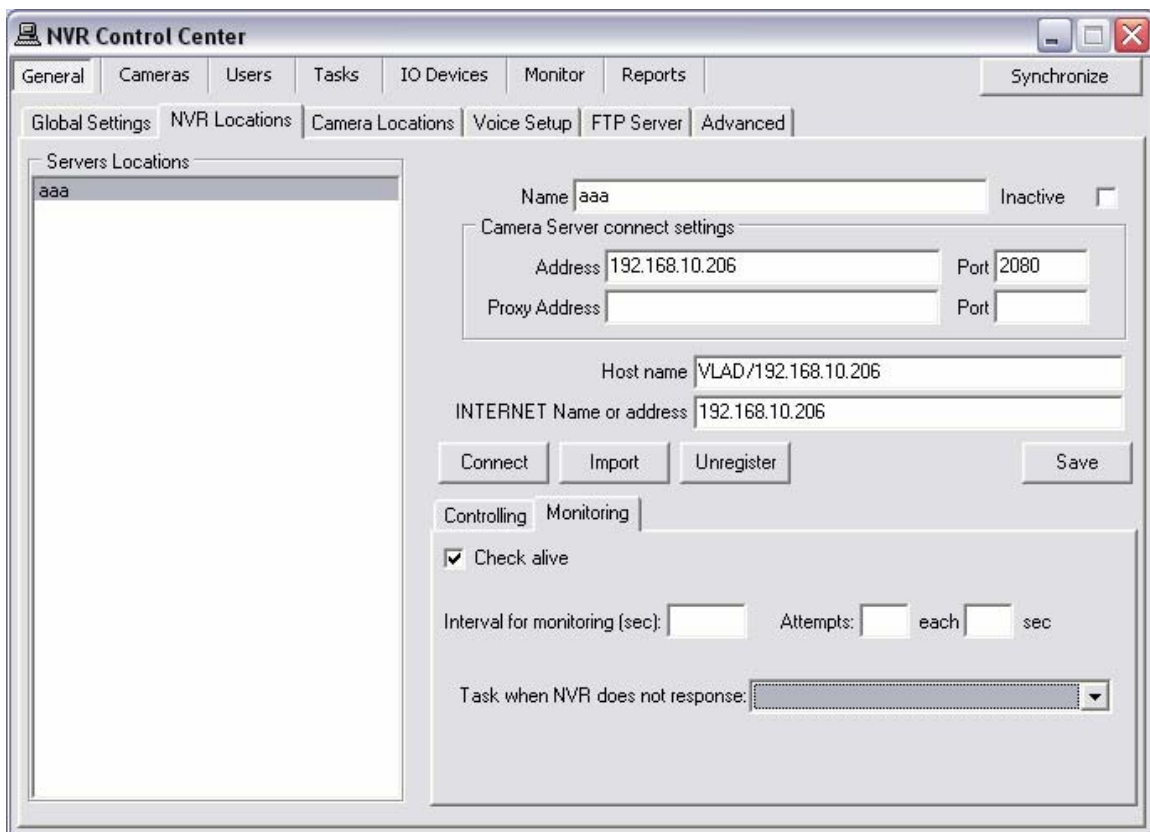 NVR Control Center
General Cameras Users Tasks IO Devices Monitor Reports Synchronize
Global Settings NVR Locations Camera Locations Voice Setup FTP Server Advanced
Servers Locations
aaa
Name aaa Inactive
Camera Server connect settings
Address 192.168.10.206 Port 2080
Proxy Address Port
Host name VLAD/192.168.10.206
INTERNET Name or address 192.168.10.206
Connect Import Unregister Save
Controlling Monitoring
Check alive
Interval for monitoring (sec): Attempts: each sec
Task when NVR does not response: